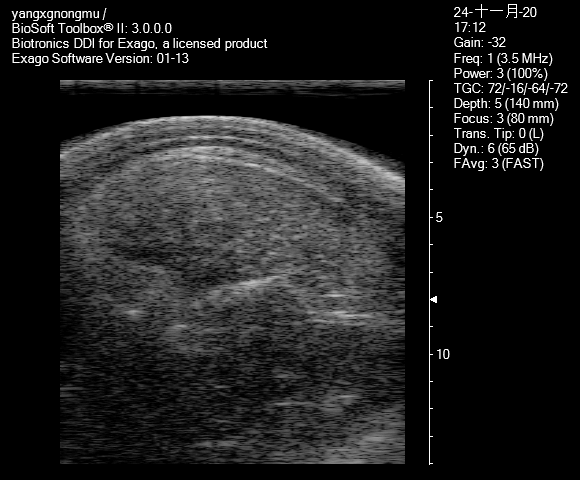 yangxgnongmu /
BioSoft Toolbox® II: 3.0.0.0
Biotronics DDI for Exago, a licensed product
Exago Software Version: 01-13
24-十一月-20
17:12
Gain: -32
Freq: 1 (3.5 MHz)
Power: 3 (100%)
TGC: 72/-16/-64/-72
Depth: 5 (140 mm)
Focus: 3 (80 mm)
Trans. Tip: 0 (L)
Dyn.: 6 (65 dB)
FAvg: 3 (FAST)
5
10